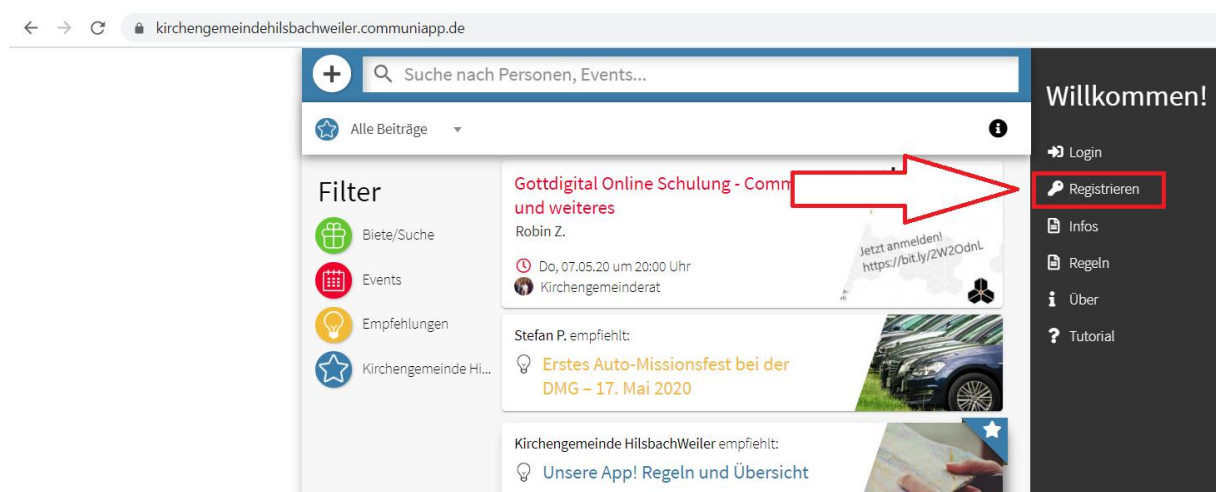 kirchengemeindehilsbachweiler.communiapp.de
Suche nach Personen, Events...
Alle Beiträge
Filter
Biete/Suche
Events
Empfehlungen
Kirchengemeinde Hi...
Gottdigital Online Schulung - Comm
und weiteres
Robin Z.
Do, 07.05.20 um 20:00 Uhr
Kirchengemeinderat
Jetzt anmelden!
https://bit.ly/2W2OdnL
Stefan P. empfiehlt:
Erstes Auto-Missionsfest bei der
DMG – 17. Mai 2020
Kirchengemeinde HilsbachWeiler empfiehlt:
Unsere App! Regeln und Übersicht
Willkommen!
Login
Registrieren
Infos
Regeln
Über
Tutorial